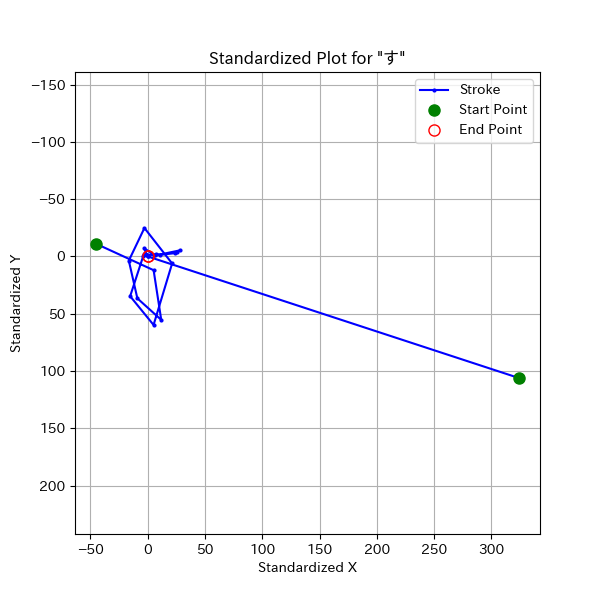 Standardized Plot for "す"
Stroke
Start Point
End Point
−150
−100
−50
0
50
100
150
200
Standardized Y
−50 0 50 100 150 200 250 300
Standardized X